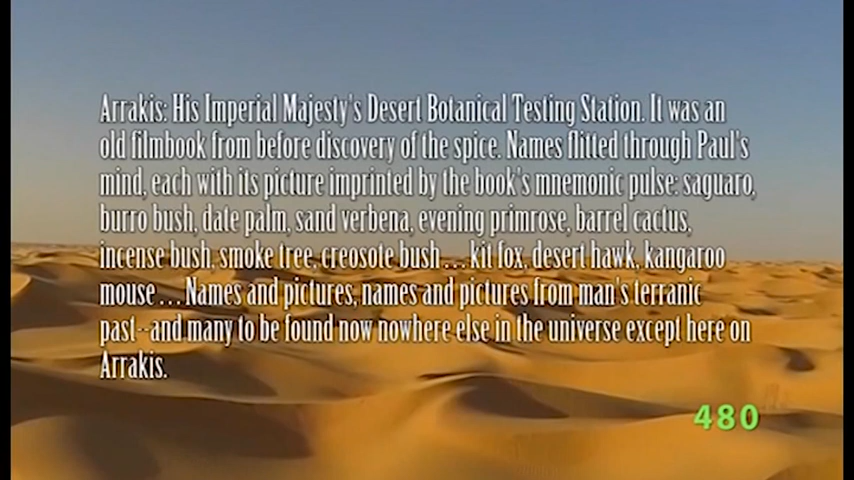 Arrakis: His Imperial Majesty's Desert Botanical Testing Station. It was an
old filmbook from before discovery of the spice. Names flitted through Paul's
mind, each with its picture imprinted by the book's mnemonic pulse: saguaro,
burro bush, date palm, sand verbena, evening primrose, barrel cactus,
incense bush, smoke tree, creosote bush . . . kit fox, desert hawk, kangaroo
mouse . . . Names and pictures, names and pictures from man's terranic
past--and many to be found now nowhere else in the universe except here on
Arrakis.
480